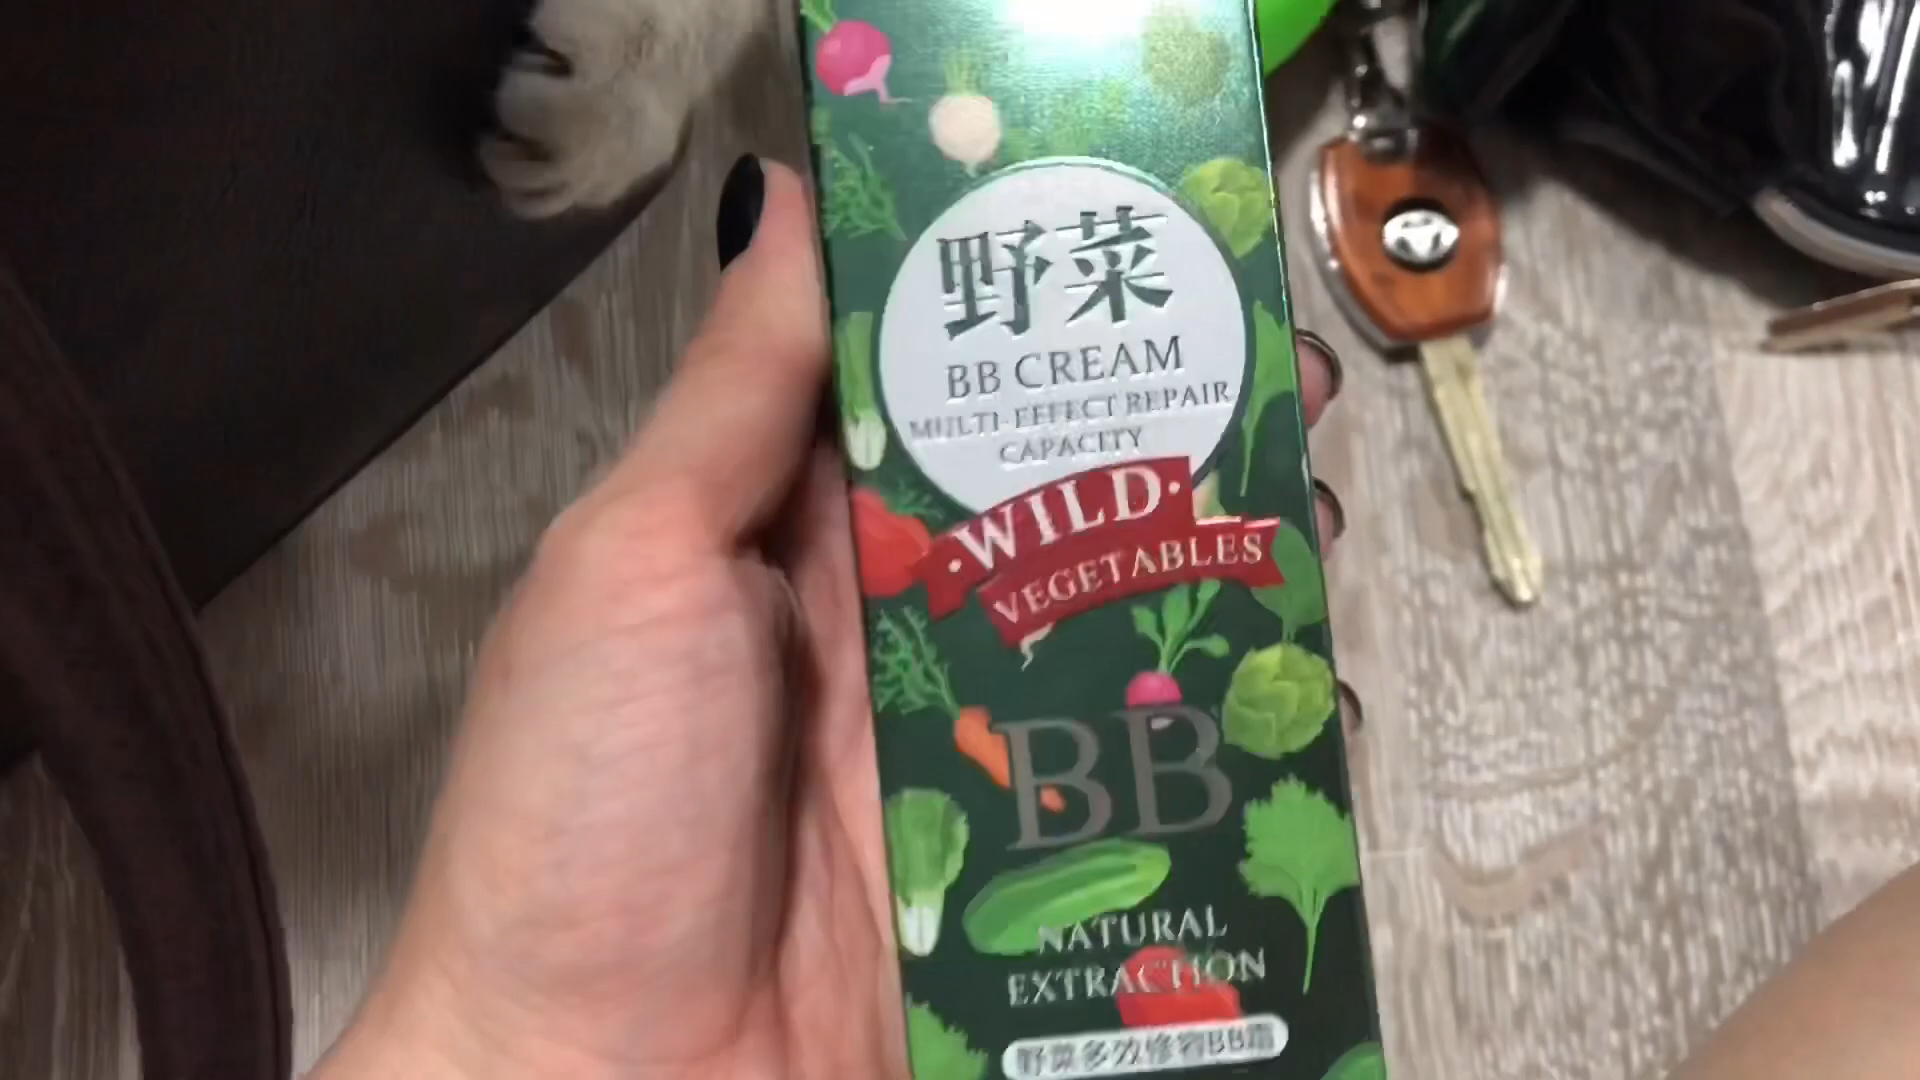 野菜
BB CREAM
MULTI-EFFECT REPAIR
CAPACITY
·WILD·
VEGETABLES
BB
NATURAL
EXTRACTION
野菜多效修容BB霜